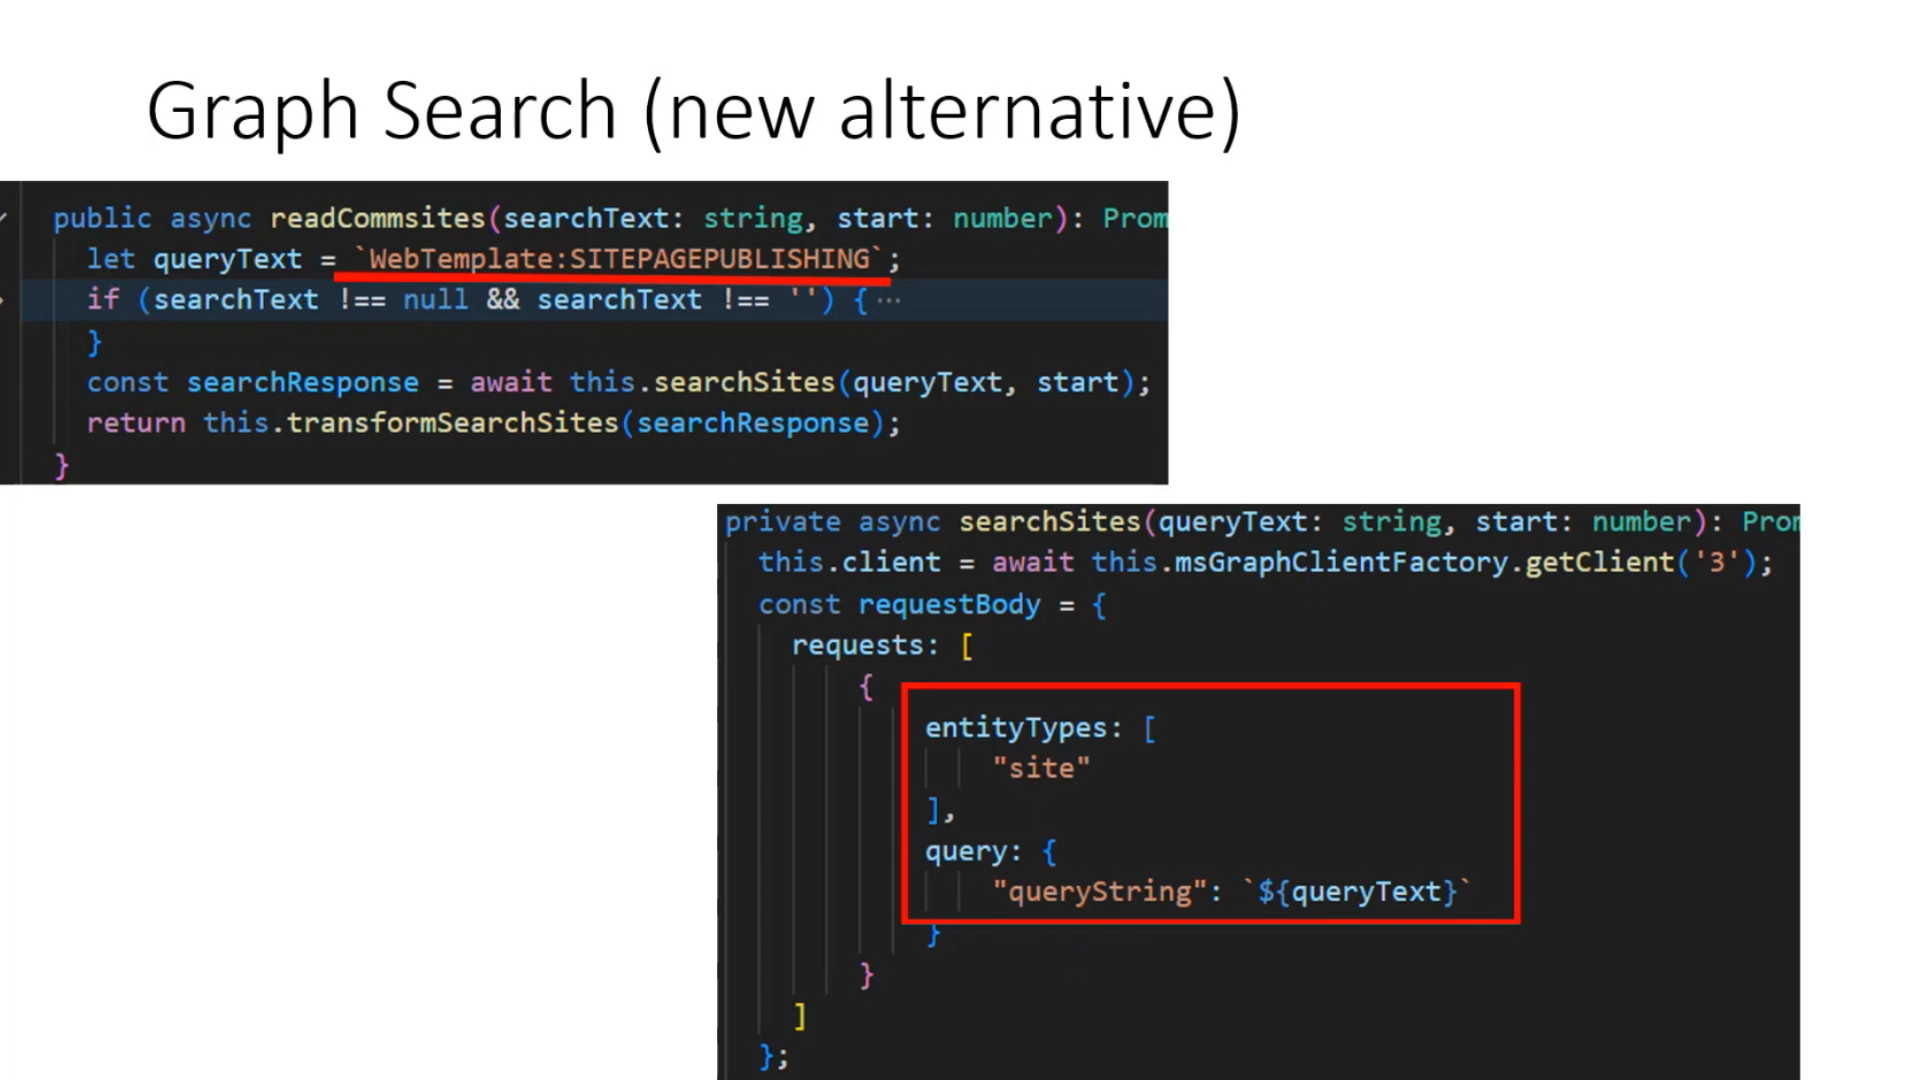 Graph Search (new alternative)
public async readCommsites(searchText: string, start: number): Prom
let queryText = `WebTemplate:SITEPAGEPUBLISHING`;
if (searchText !== null && searchText !== '') {···
}
const searchResponse = await this.searchSites(queryText, start);
return this.transformSearchSites(searchResponse);
}
private async searchSites(queryText: string, start: number): Prom
this.client = await this.msGraphClientFactory.getClient('3');
const requestBody = {
requests: [
{
entityTypes: [
"site"
],
query: {
"queryString": `${queryText}`
}
}
]
};